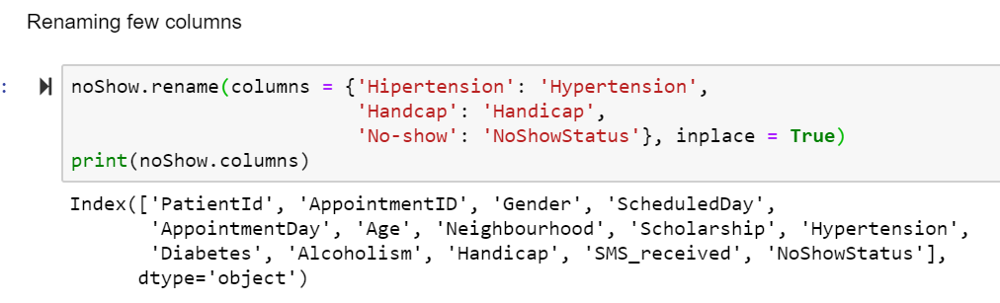 Renaming few columns
:
noShow.rename(columns = {'Hipertension': 'Hypertension',
'Handcap': 'Handicap',
'No-show': 'NoShowStatus'}, inplace = True)
print(noShow.columns)
Index(['PatientId', 'AppointmentID', 'Gender', 'ScheduledDay',
'AppointmentDay', 'Age', 'Neighbourhood', 'Scholarship', 'Hypertension',
'Diabetes', 'Alcoholism', 'Handicap', 'SMS_received', 'NoShowStatus'],
dtype='object')